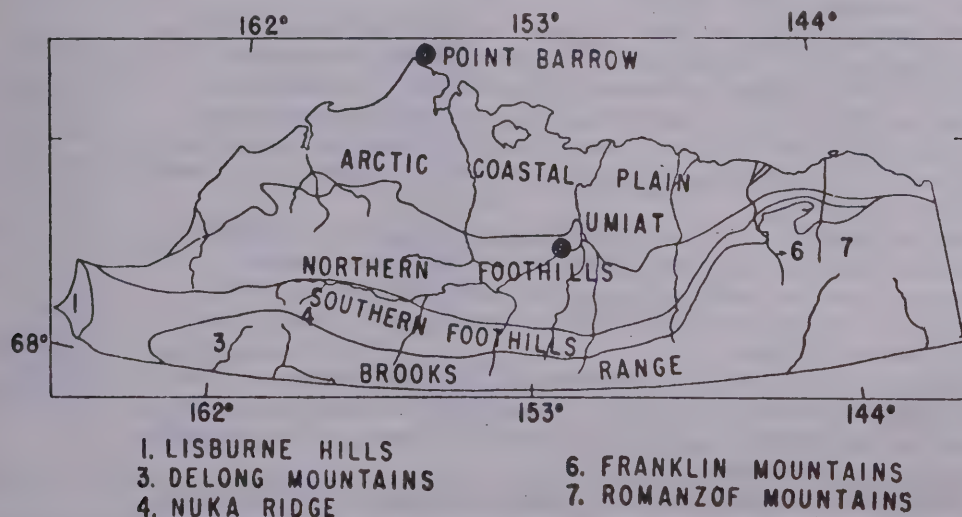 162° 153° 144°
POINT BARROW
ARCTIC COASTAL PLAIN
UMIAT
6 7
NORTHERN FOOTHILLS
1
SOUTHERN FOOTHILLS
4
3
68°
BROOKS RANGE
162° 153° 144°
1. LISBURNE HILLS
3. DELONG MOUNTAINS
4. NUKA RIDGE
6. FRANKLIN MOUNTAINS
7. ROMANZOF MOUNTAINS